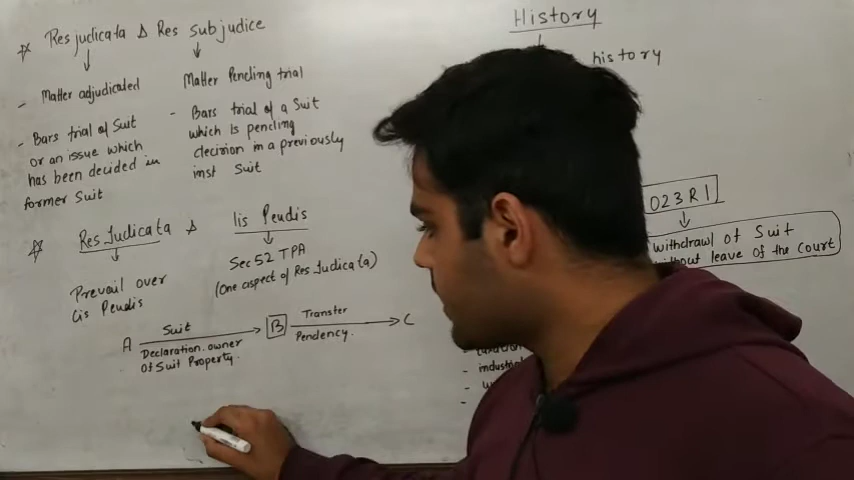 Res judicata Δ Res subjudice
Matter adjudicated
- Bars trial of Suit
or an issue which
has been decided in
former Suit
Matter Pending trial
- Bars trial of a Suit
which Is pending
decision in a previously
inst Suit
Res Judicata Δ lis Pendis
Prevail over
Lis Pendis
Sec 52 TPA
(One aspect of Res Judicata)
A Suit B Transfer C
Declaration. owner
Of Suit Property.
Pendency.
History
history
O23 R1
withdrawl of Suit
without leave of the court